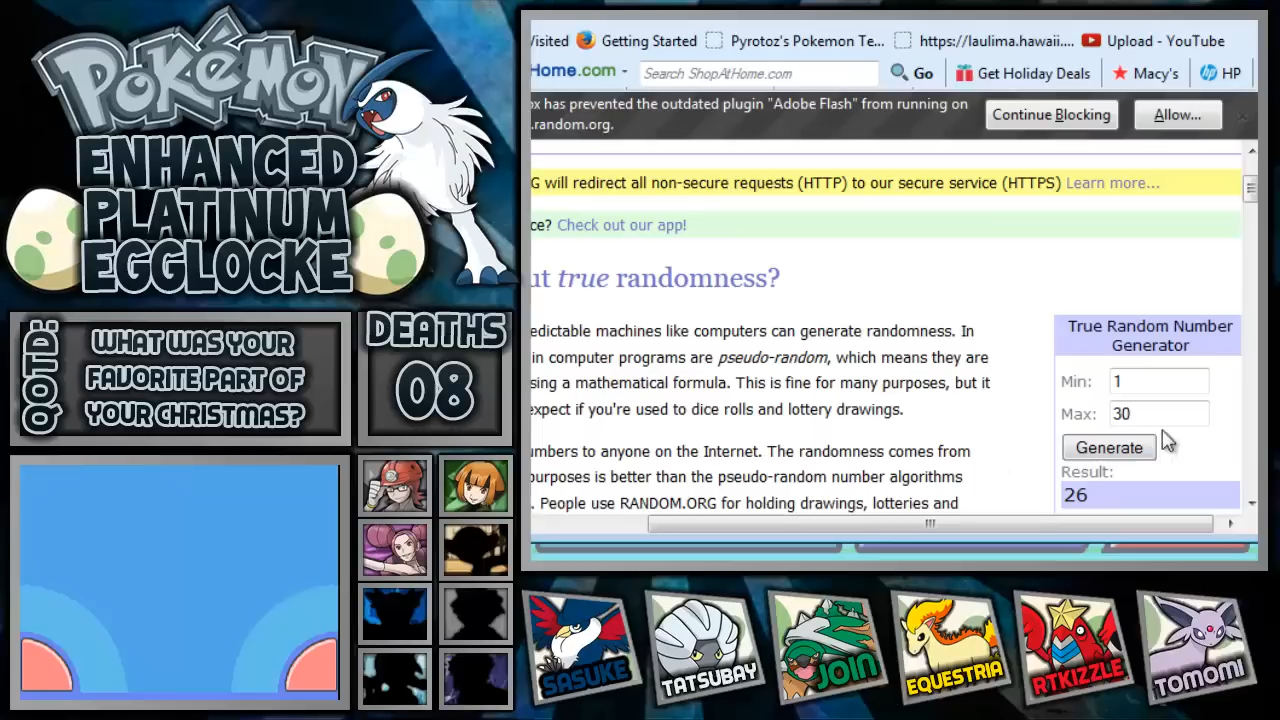 POKéMON
ENHANCED
PLATINUM
EGGLOCKE
QOTD:
WHAT WAS YOUR
FAVORITE PART OF
YOUR CHRISTMAS?
DEATHS
08
isited Getting Started Pyrotoz's Pokemon Te... https://laulima.hawaii.... Upload - YouTube
Home.com Search ShopAtHome.com Go Get Holiday Deals Macy's HP
ox has prevented the outdated plugin "Adobe Flash" from running on
.random.org.
Continue Blocking
Allow...
G will redirect all non-secure requests (HTTP) to our secure service (HTTPS) Learn more...
ce? Check out our app!
ut true randomness?
edictable machines like computers can generate randomness. In
in computer programs are pseudo-random, which means they are
sing a mathematical formula. This is fine for many purposes, but it
expect if you're used to dice rolls and lottery drawings.
umbers to anyone on the Internet. The randomness comes from
purposes is better than the pseudo-random number algorithms
. People use RANDOM.ORG for holding drawings, lotteries and
True Random Number
Generator
Min: 1
Max: 30
Generate
Result:
26
SASUKE
TATSUBAY
JOIN
EQUESTRIA
RTKIZZLE
TOMOMI